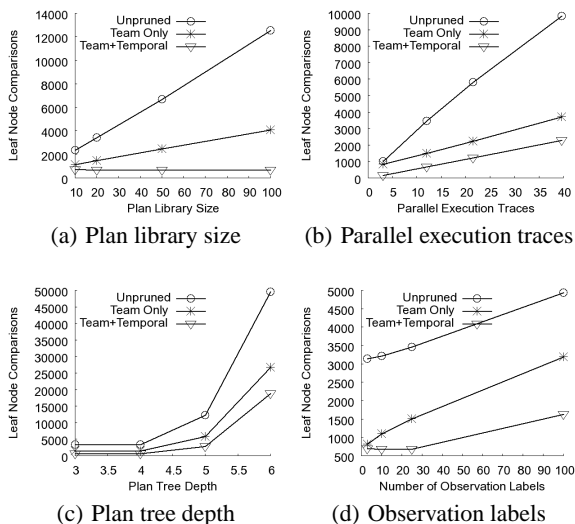 14000
12000
10000
8000
6000
4000
2000
0
Leaf Node Comparisons
Unpruned
Team Only
Team+Temporal
10 20 30 40 50 60 70 80 90 100
Plan Library Size
(a) Plan library size
10000
9000
8000
7000
6000
5000
4000
3000
2000
1000
0
Leaf Node Comparisons
Unpruned
Team Only
Team+Temporal
0 5 10 15 20 25 30 35 40
Parallel Execution Traces
(b) Parallel execution traces
50000
45000
40000
35000
30000
25000
20000
15000
10000
5000
0
Leaf Node Comparisons
Unpruned
Team Only
Team+Temporal
3 3.5 4 4.5 5 5.5 6
Plan Tree Depth
(c) Plan tree depth
5000
4500
4000
3500
3000
2500
2000
1500
1000
500
Leaf Node Comparisons
Unpruned
Team Only
Team+Temporal
0 10 20 30 40 50 60 70 80 90 100
Number of Observation Labels
(d) Observation labels